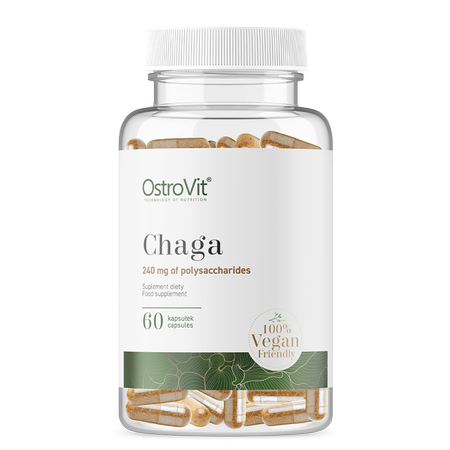 OstroVit®
TECHNOLOGY OF NUTRITION
Chaga
240 mg of polysaccharides
Suplement diety
Food supplement
60 kapsułek
capsules
100%
Vegan
Friendly